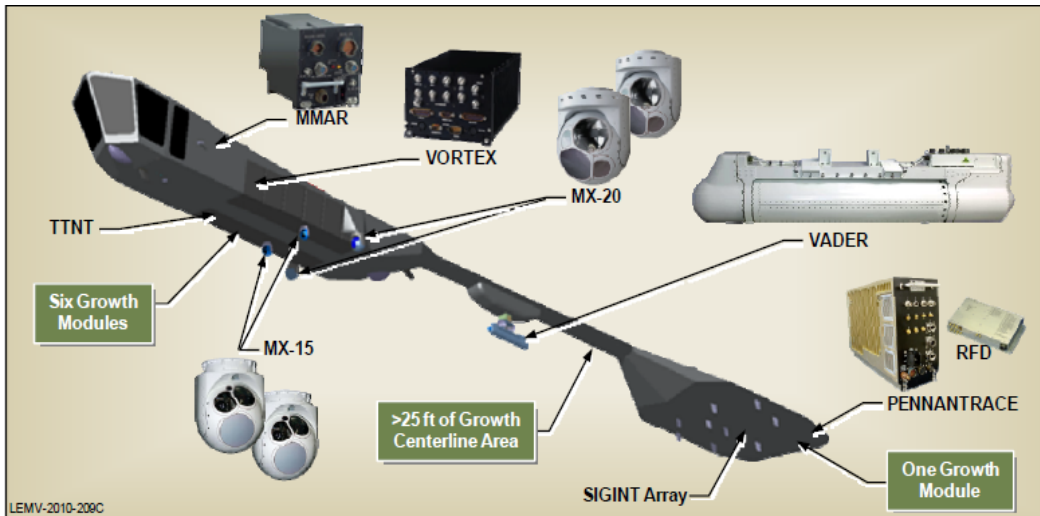 MMAR
VORTEX
MX-20
TTNT
VADER
Six Growth
Modules
MX-15
RFD
>25 ft of Growth
Centerline Area
PENNANTRACE
SIGINT Array
One Growth
Module
LEMV-2010-209C